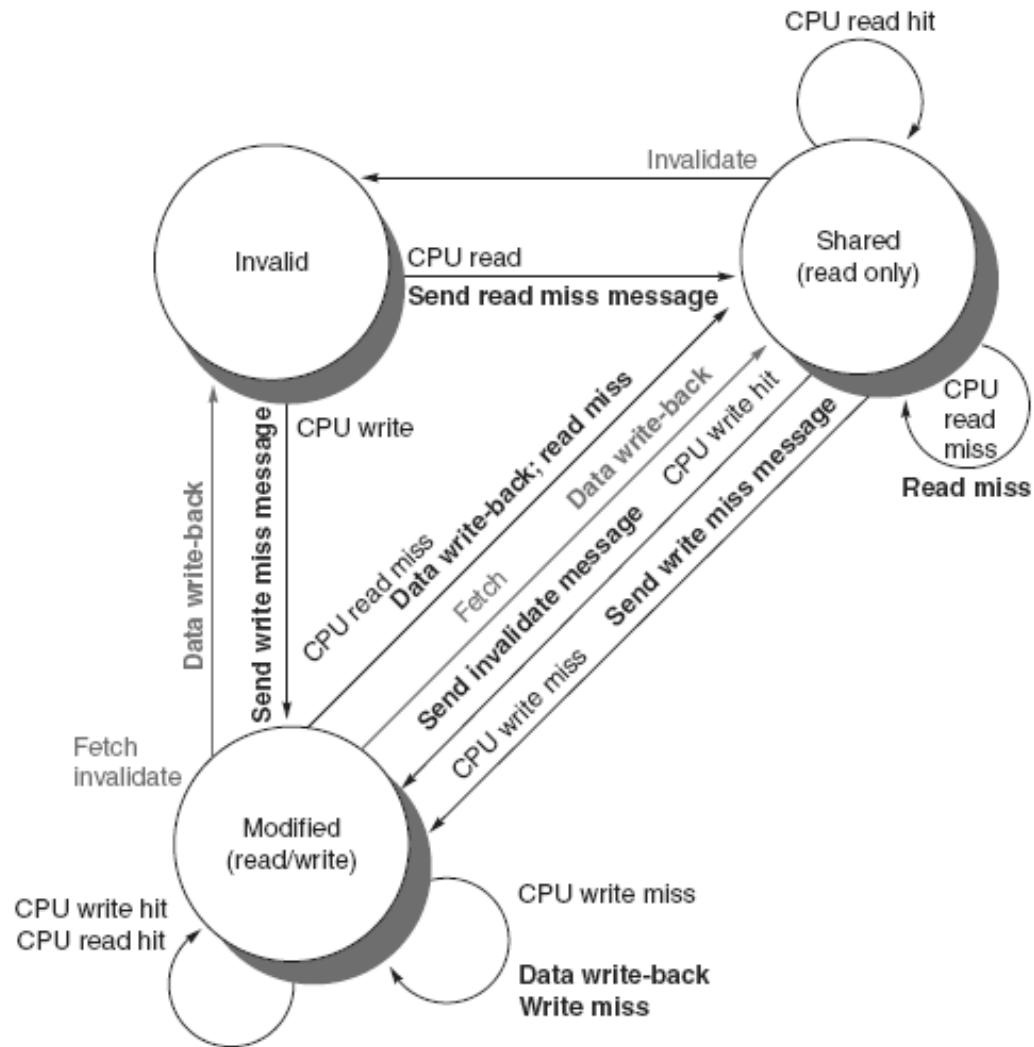 CPU read hit
Invalidate
Invalid
Shared
(read only)
CPU read
Send read miss message
CPU write
Send write miss message
Data write-back
Fetch
invalidate
CPU read miss
Data write-back; read miss
Fetch
Data write-back
Send invalidate message
CPU write hit
CPU write miss
Send write miss message
CPU
read
miss
Read miss
Modified
(read/write)
CPU write hit
CPU read hit
CPU write miss
Data write-back
Write miss